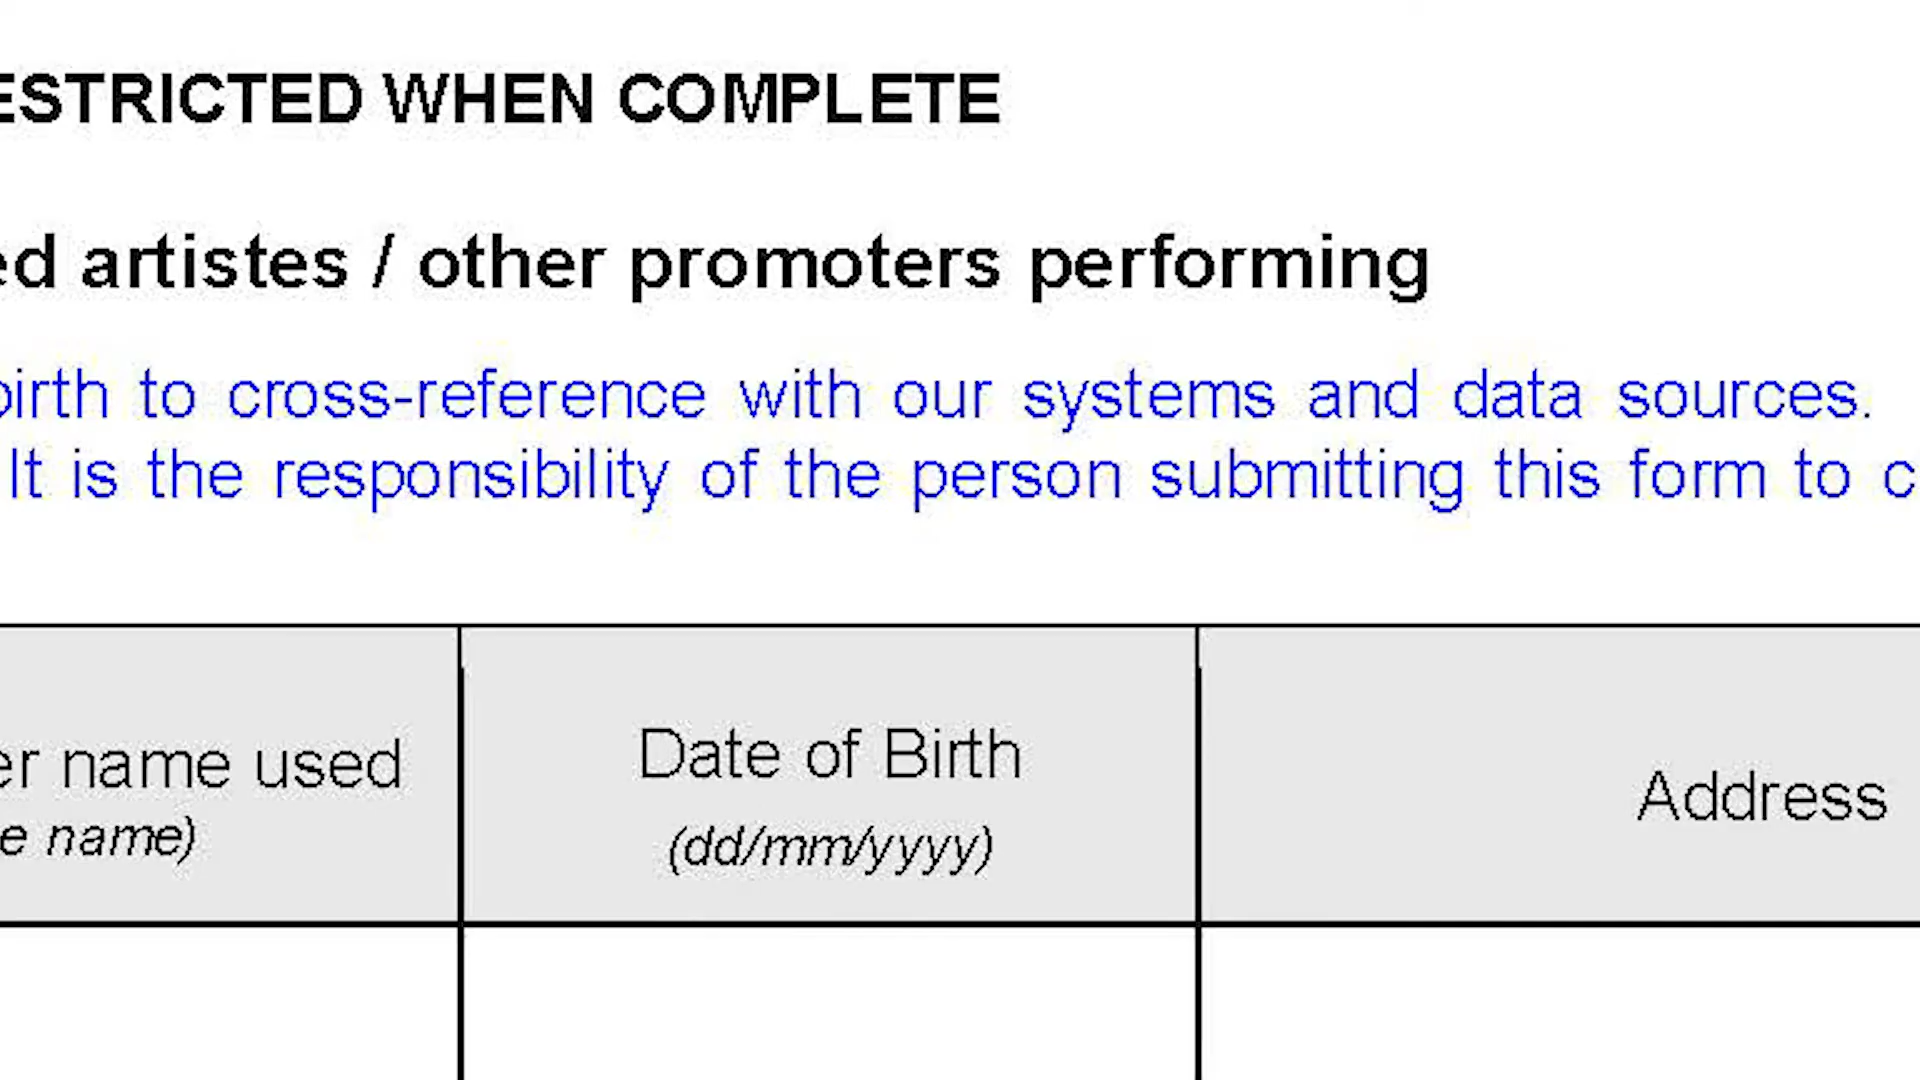 ESTRICTED WHEN COMPLETE
ed artistes / other promoters performing
birth to cross-reference with our systems and data sources.
It is the responsibility of the person submitting this form to c
er name used
e name)
Date of Birth
(dd/mm/yyyy)
Address